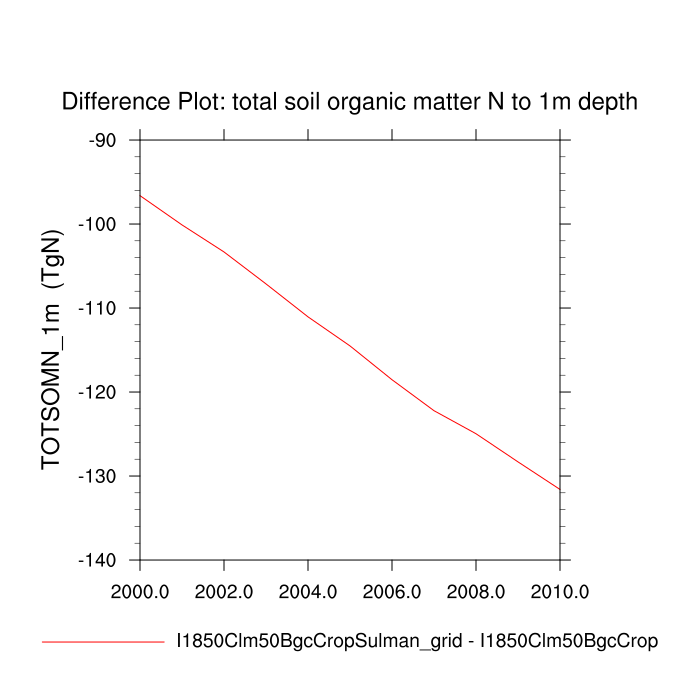 Difference Plot: total soil organic matter N to 1m depth
TOTSOMN_1m (TgN)
-90
-100
-110
-120
-130
-140
2000.0 2002.0 2004.0 2006.0 2008.0 2010.0
I1850Clm50BgcCropSulman_grid - I1850Clm50BgcCrop